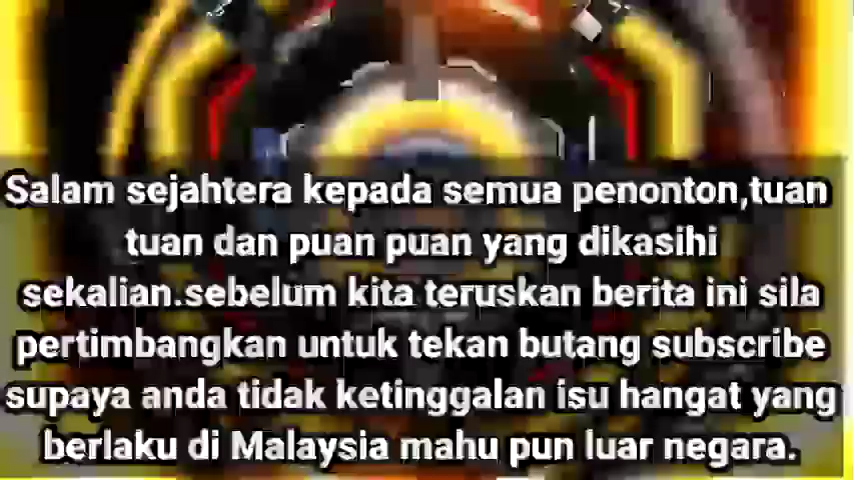 Salam sejahtera kepada semua penonton,tuan
tuan dan puan puan yang dikasihi
sekalian.sebelum kita teruskan berita ini sila
pertimbangkan untuk tekan butang subscribe
supaya anda tidak ketinggalan isu hangat yang
berlaku di Malaysia mahu pun luar negara.